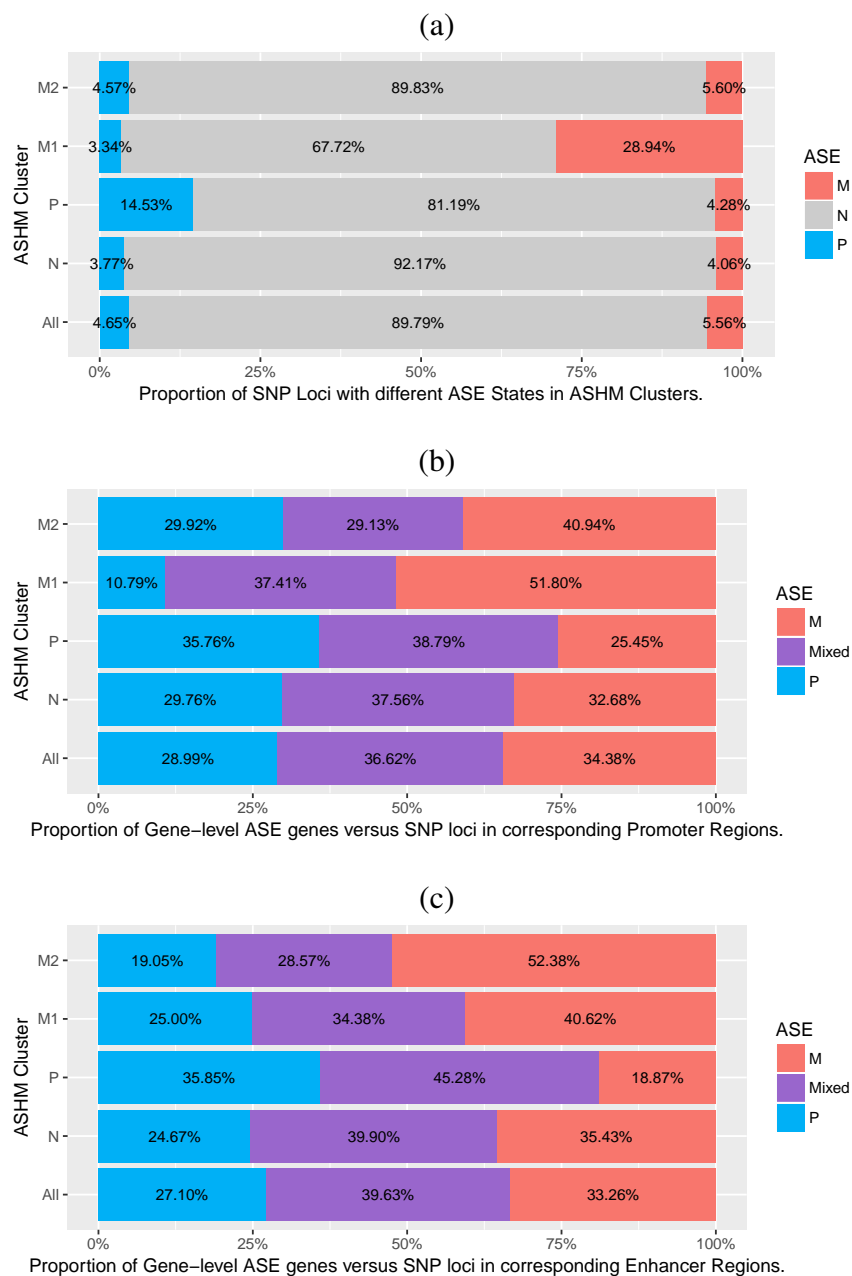 (a)
M2
4.57%
89.83%
5.60%
M1
3.34%
67.72%
28.94%
P
14.53%
81.19%
4.28%
N
3.77%
92.17%
4.06%
All
4.65%
89.79%
5.56%
ASHM Cluster
0%
25%
50%
75%
100%
Proportion of SNP Loci with different ASE States in ASHM Clusters.
ASE
M
N
P
(b)
M2
29.92%
29.13%
40.94%
M1
10.79%
37.41%
51.80%
P
35.76%
38.79%
25.45%
N
29.76%
37.56%
32.68%
All
28.99%
36.62%
34.38%
ASHM Cluster
0%
25%
50%
75%
100%
Proportion of Gene−level ASE genes versus SNP loci in corresponding Promoter Regions.
ASE
M
Mixed
P
(c)
M2
19.05%
28.57%
52.38%
M1
25.00%
34.38%
40.62%
P
35.85%
45.28%
18.87%
N
24.67%
39.90%
35.43%
All
27.10%
39.63%
33.26%
ASHM Cluster
0%
25%
50%
75%
100%
Proportion of Gene−level ASE genes versus SNP loci in corresponding Enhancer Regions.
ASE
M
Mixed
P